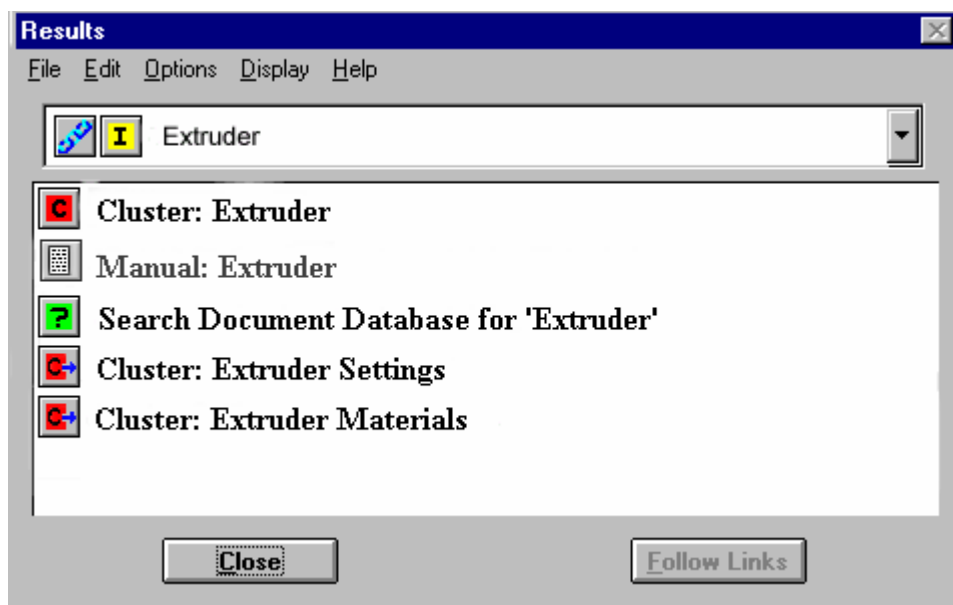 Results
File Edit Options Display Help
I Extruder
C Cluster: Extruder
Manual: Extruder
? Search Document Database for 'Extruder'
C Cluster: Extruder Settings
C Cluster: Extruder Materials
Close Follow Links